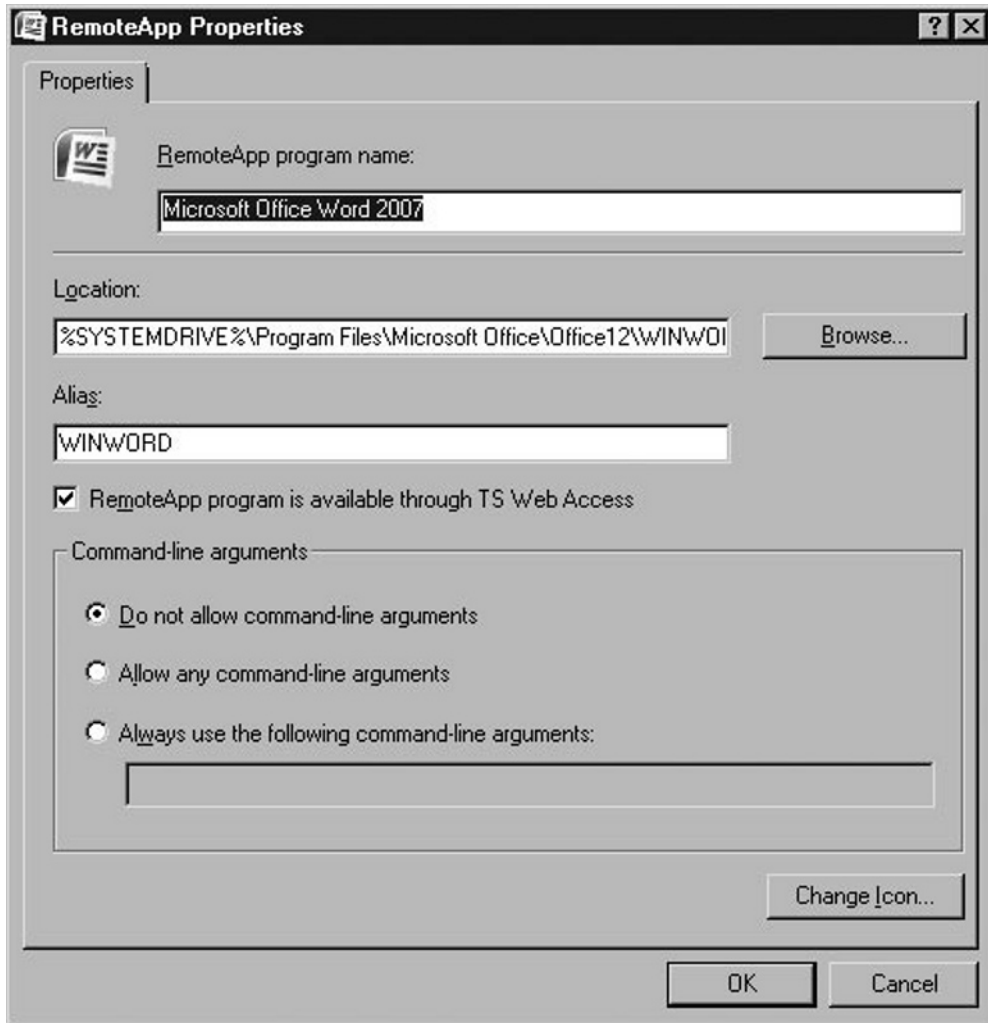 RemoteApp Properties
Properties
RemoteApp program name:
Microsoft Office Word 2007
Location:
%SYSTEMDRIVE%\Program Files\Microsoft Office\Office12\WINWOI
Browse...
Alias:
WINWORD
RemoteApp program is available through TS Web Access
Command-line arguments
Do not allow command-line arguments
Allow any command-line arguments
Always use the following command-line arguments:
Change Icon...
OK Cancel